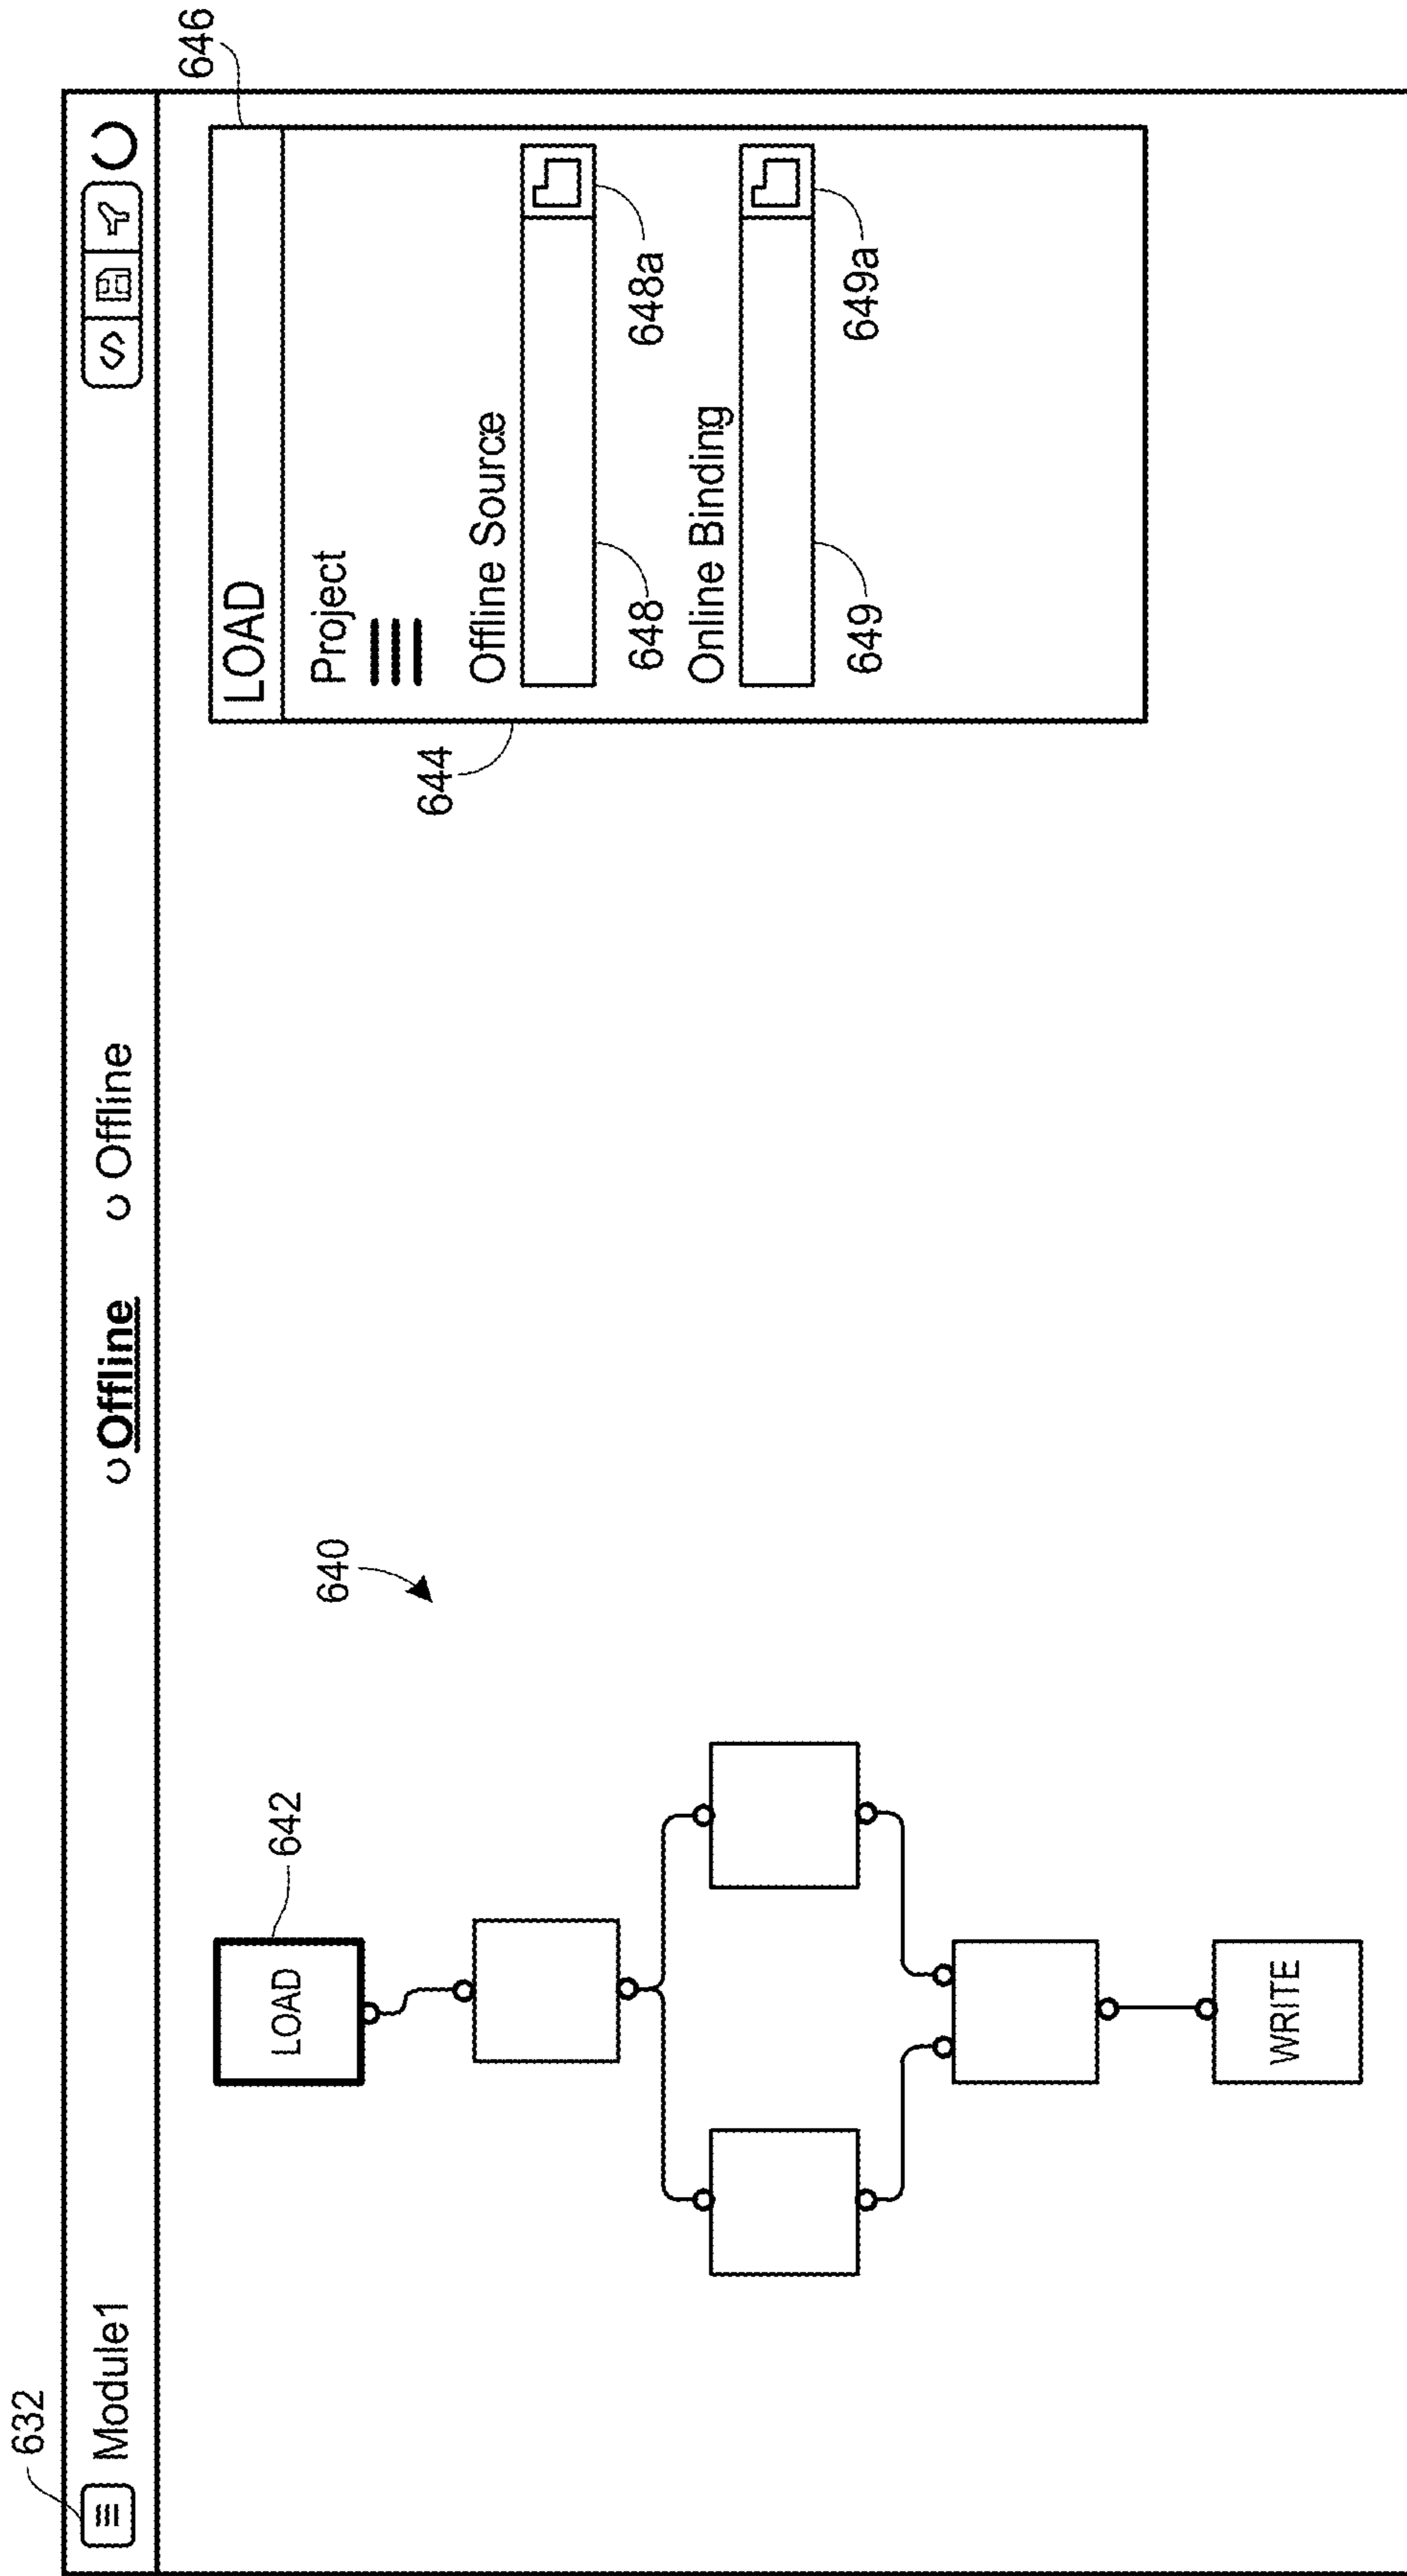 632
Module1
Offline
Offline
646
640
642
LOAD
WRITE
644
LOAD
Project
Offline Source
648
648a
Online Binding
649
649a